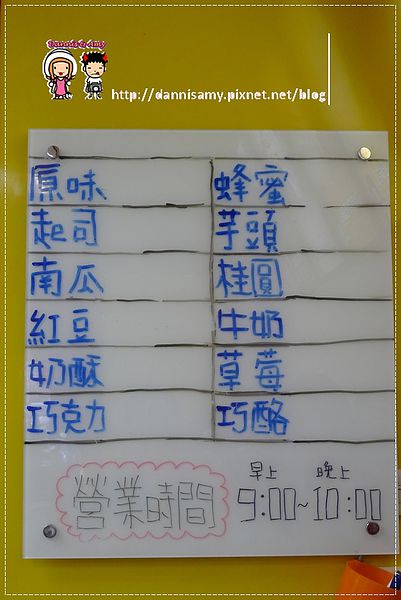 Dannis & Amy
http://dannisamy.pixnet.net/blog
原味 蜂蜜
起司 芋頭
南瓜 桂圓
紅豆 牛奶
奶酥 草莓
巧克力 巧酪
早上 晚上
營業時間 9:00~10:00